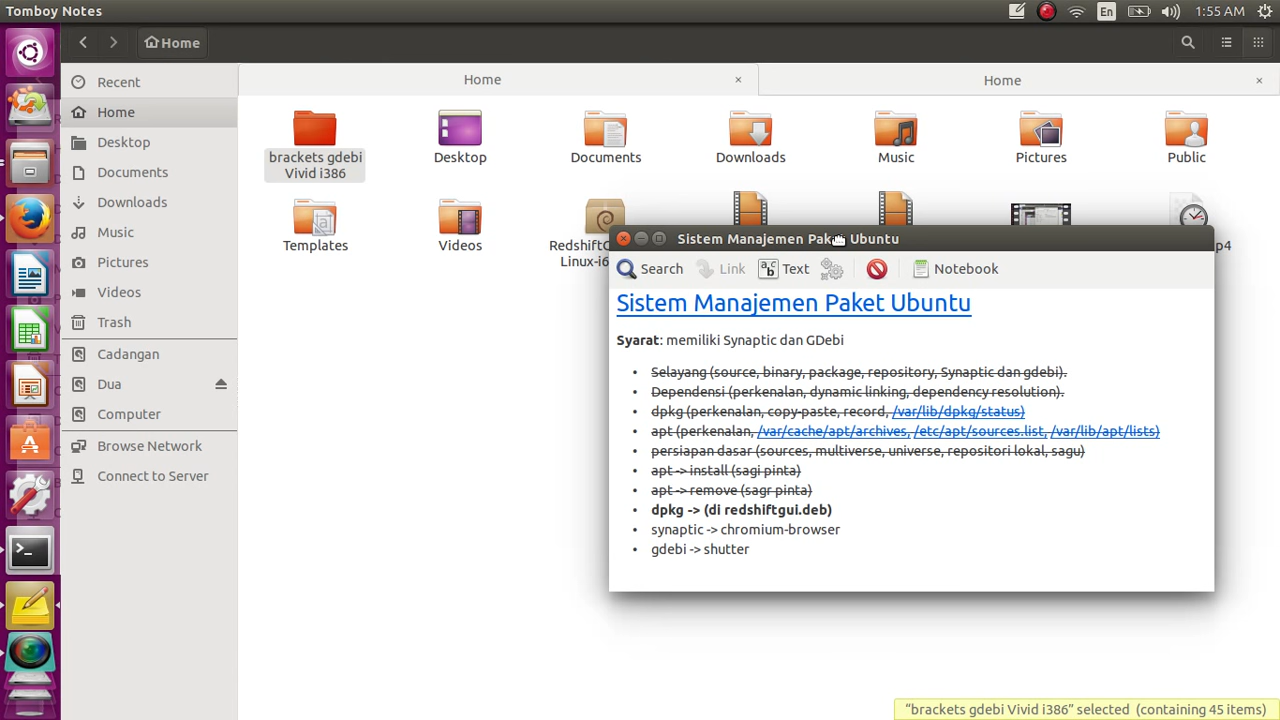 Tomboy Notes
En
1:55 AM
Home
Home
Home
Recent
Home
Desktop
Documents
Downloads
Music
Pictures
Videos
Trash
Cadangan
Dua
Computer
Browse Network
Connect to Server
brackets gdebi
Vivid i386
Desktop
Documents
Downloads
Music
Pictures
Public
Templates
Videos
Sistem Manajemen Paket Ubuntu
Search
Link
Text
Notebook
Sistem Manajemen Paket Ubuntu
Syarat: memiliki Synaptic dan GDebi
• Selayang (source, binary, package, repository, Synaptic dan gdebi).
• Dependensi (perkenalan, dynamic linking, dependency resolution).
• dpkg (perkenalan, copy-paste, record, /var/lib/dpkg/status)
• apt (perkenalan, /var/cache/apt/archives, /etc/apt/sources.list, /var/lib/apt/lists)
• persiapan dasar (sources, multiverse, universe, repositori lokal, sagu)
• apt -> install (sagi pinta)
• apt -> remove (sagr pinta)
• dpkg -> (di redshiftgui.deb)
• synaptic -> chromium-browser
• gdebi -> shutter
"brackets gdebi Vivid i386" selected (containing 45 items)